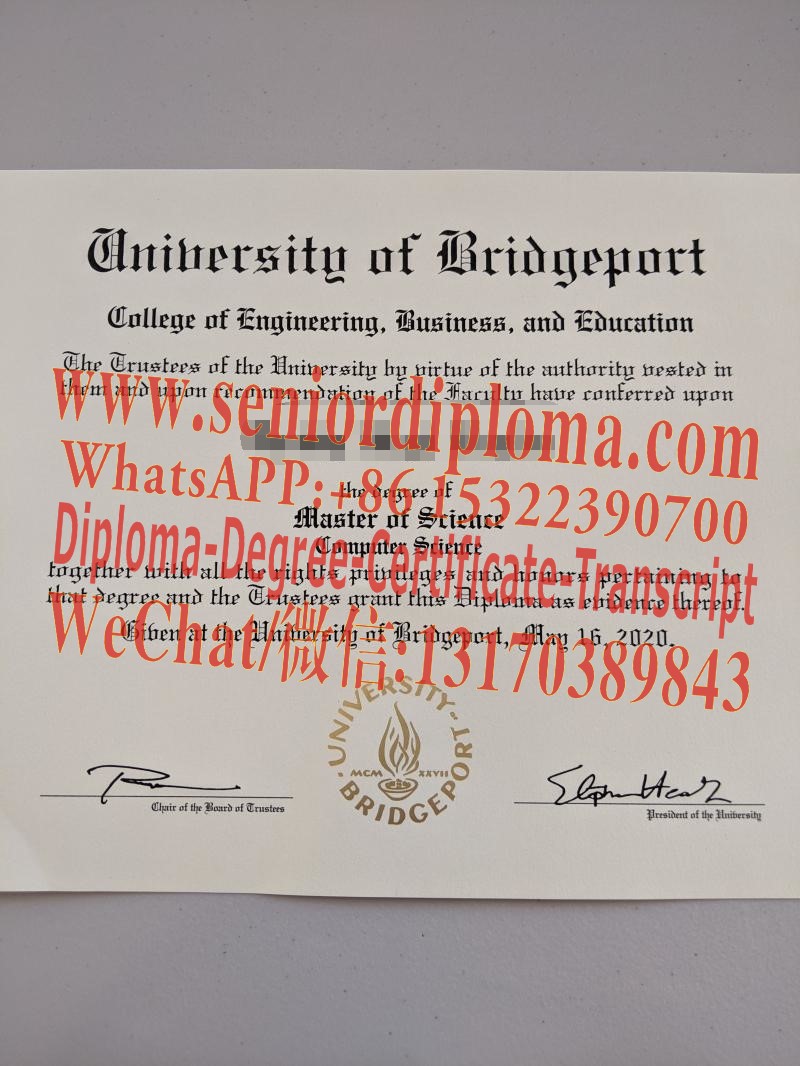 University of Bridgeport
College of Engineering, Business, and Education
The Trustees of the University by virtue of the authority vested in
them and upon recommendation of the Faculty have conferred upon
www.seniordiploma.com
WhatsAPP:+86 15322390700
the degree of
Master of Science
Computer Science
Diploma-Degree-Certificate-Transcript
together with all the rights privileges and honors pertaining to
that degree and the Trustees grant this Diploma as evidence thereof.
WeChat/微信:13170389843
Given at the University of Bridgeport, May 16, 2020.
·UNIVERSITY·
MCM XXVII
BRIDGEPORT
Chair of the Board of Trustees
President of the University